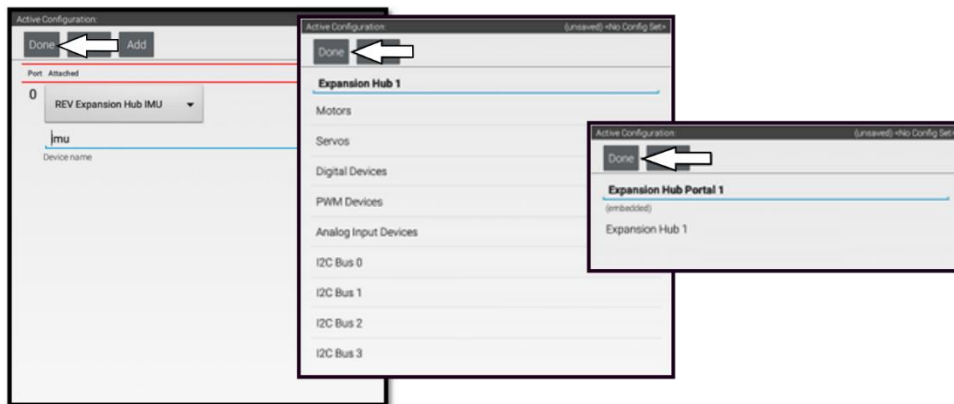 Active Configuration:
Done Add
Port Attached
0
REV Expansion Hub IMU
imu
Device name
Active Configuration: (unsaved) <No Config Set>
Done
Expansion Hub 1
Motors
Servos
Digital Devices
PWM Devices
Analog Input Devices
I2C Bus 0
I2C Bus 1
I2C Bus 2
I2C Bus 3
Active Configuration: (unsaved) <No Config Set>
Done
Expansion Hub Portal 1
(embedded)
Expansion Hub 1